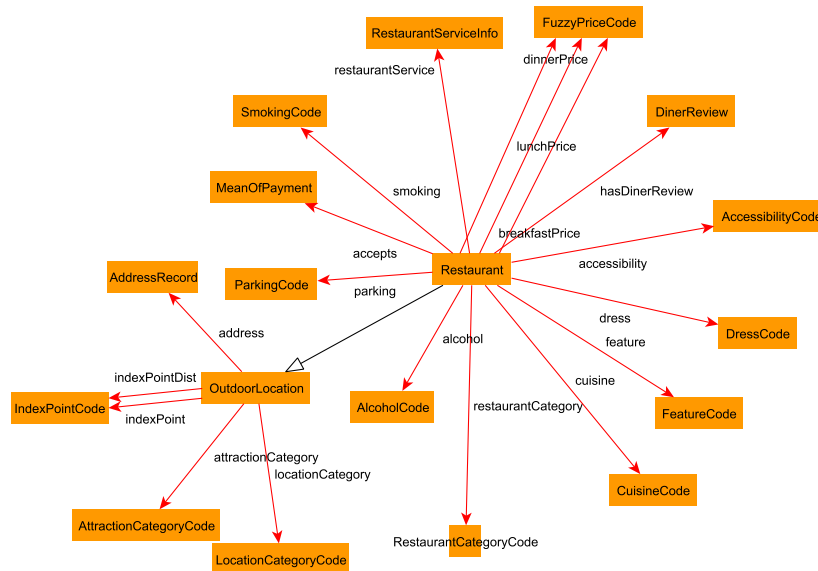 FuzzyPriceCode
RestaurantServiceInfo
dinnerPrice
restaurantService
SmokingCode
DinerReview
lunchPrice
MeanOfPayment
smoking
hasDinerReview
AccessibilityCode
breakfastPrice
accepts
accessibility
AddressRecord
Restaurant
ParkingCode
parking
address
dress
DressCode
alcohol
feature
indexPointDist
OutdoorLocation
cuisine
IndexPointCode
AlcoholCode
restaurantCategory
FeatureCode
indexPoint
attractionCategory
locationCategory
CuisineCode
AttractionCategoryCode
RestaurantCategoryCode
LocationCategoryCode